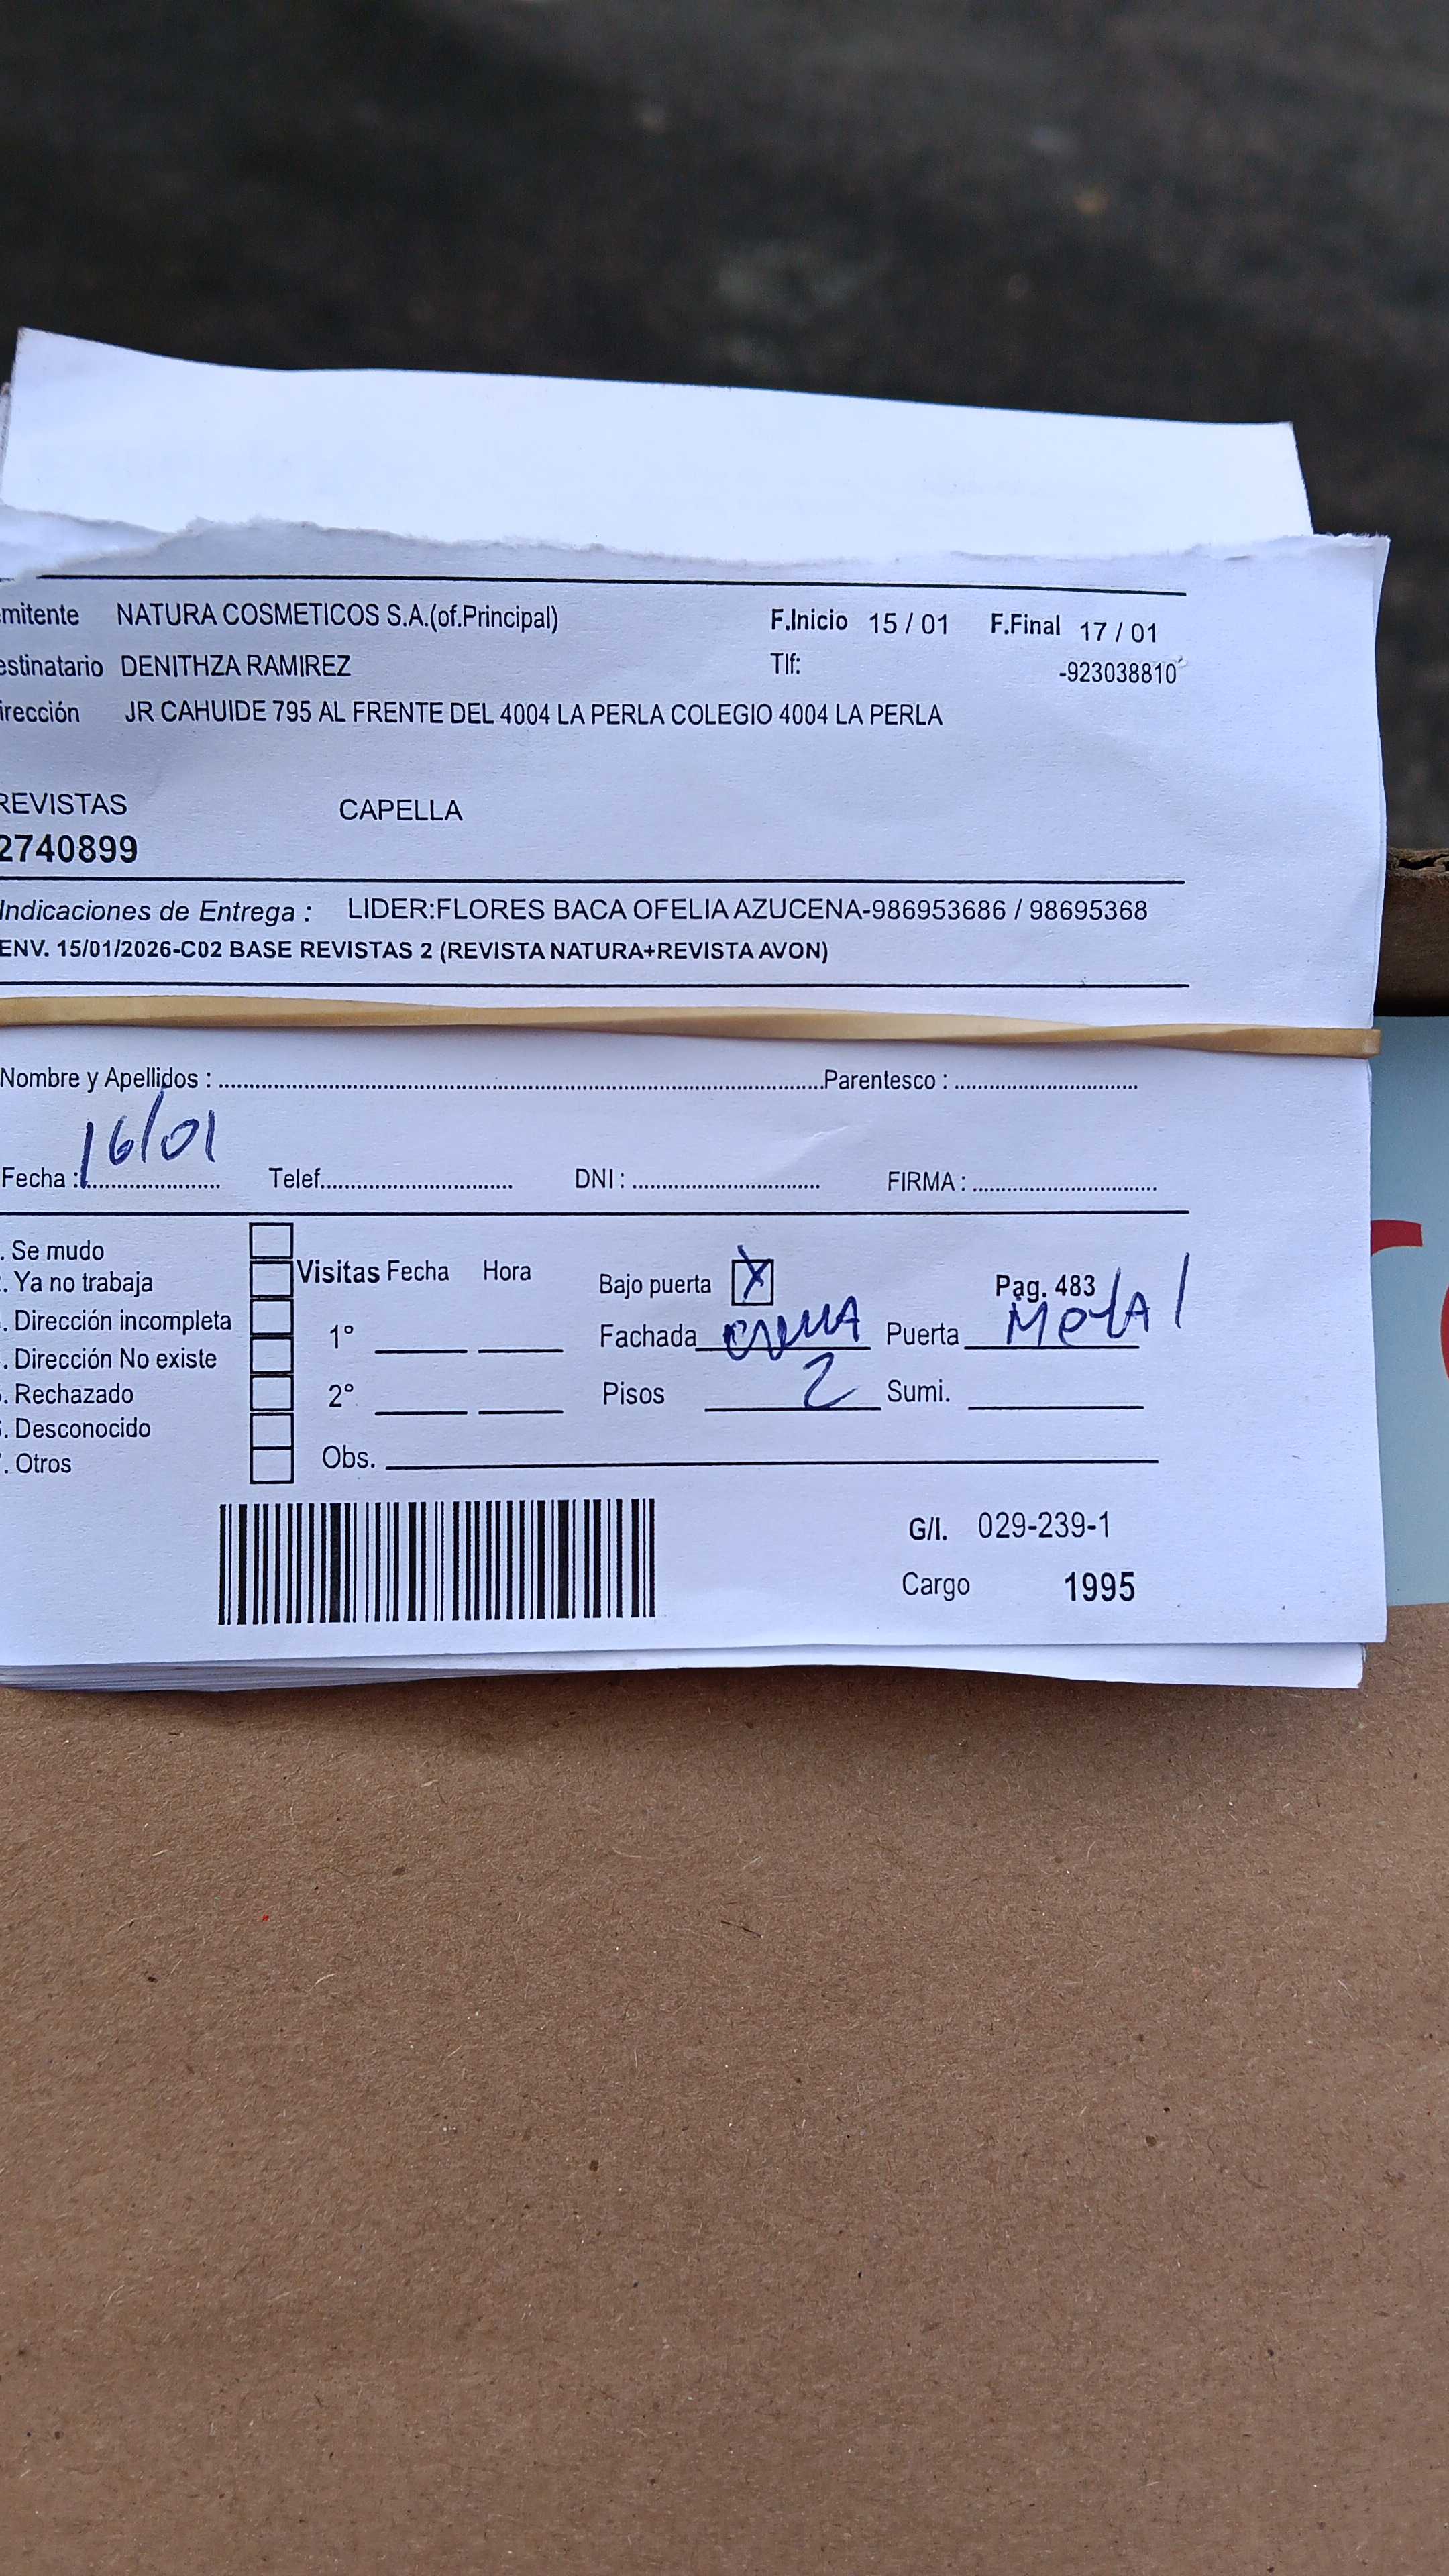 mitente NATURA COSMETICOS S.A.(of.Principal) F.Inicio 15 / 01 F.Final 17 / 01
estinatario DENITHZA RAMIREZ Tlf: -923038810
irección JR CAHUIDE 795 AL FRENTE DEL 4004 LA PERLA COLEGIO 4004 LA PERLA
REVISTAS CAPELLA
2740899
Indicaciones de Entrega : LIDER:FLORES BACA OFELIA AZUCENA-986953686 / 98695368
ENV. 15/01/2026-C02 BASE REVISTAS 2 (REVISTA NATURA+REVISTA AVON)
Nombre y Apellidos : Parentesco :
Fecha : 16/01 Telef. DNI : FIRMA :
. Se mudo
. Ya no trabaja Visitas Fecha Hora Bajo puerta X Pag. 483
. Dirección incompleta 1° Fachada crema Puerta Metal
. Dirección No existe
. Rechazado 2° Pisos 2 Sumi.
. Desconocido
. Otros Obs.
G/I. 029-239-1
Cargo 1995